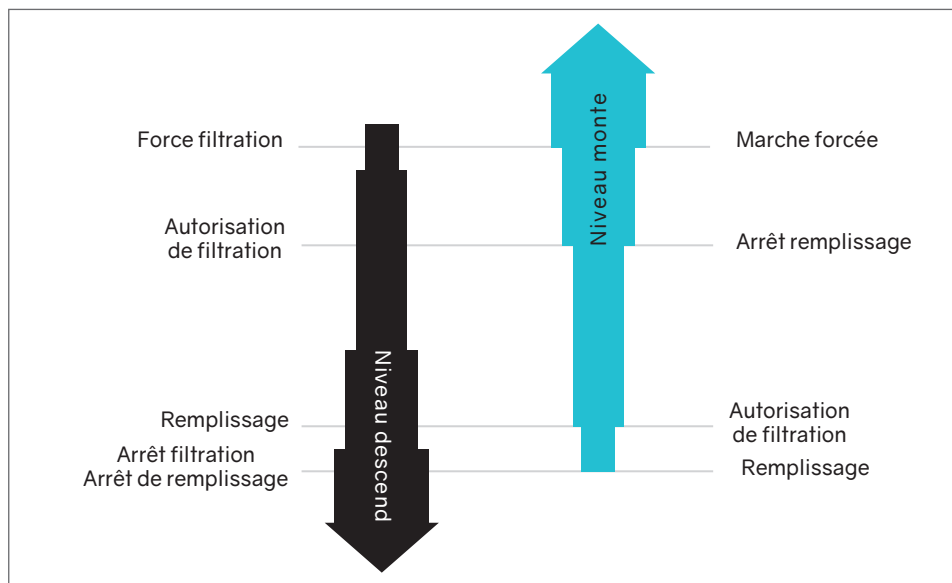 Force filtration
Autorisation
de filtration
Remplissage
Arrêt filtration
Arrêt de remplissage
Niveau descend
Niveau monte
Marche forcée
Arrêt remplissage
Autorisation
de filtration
Remplissage